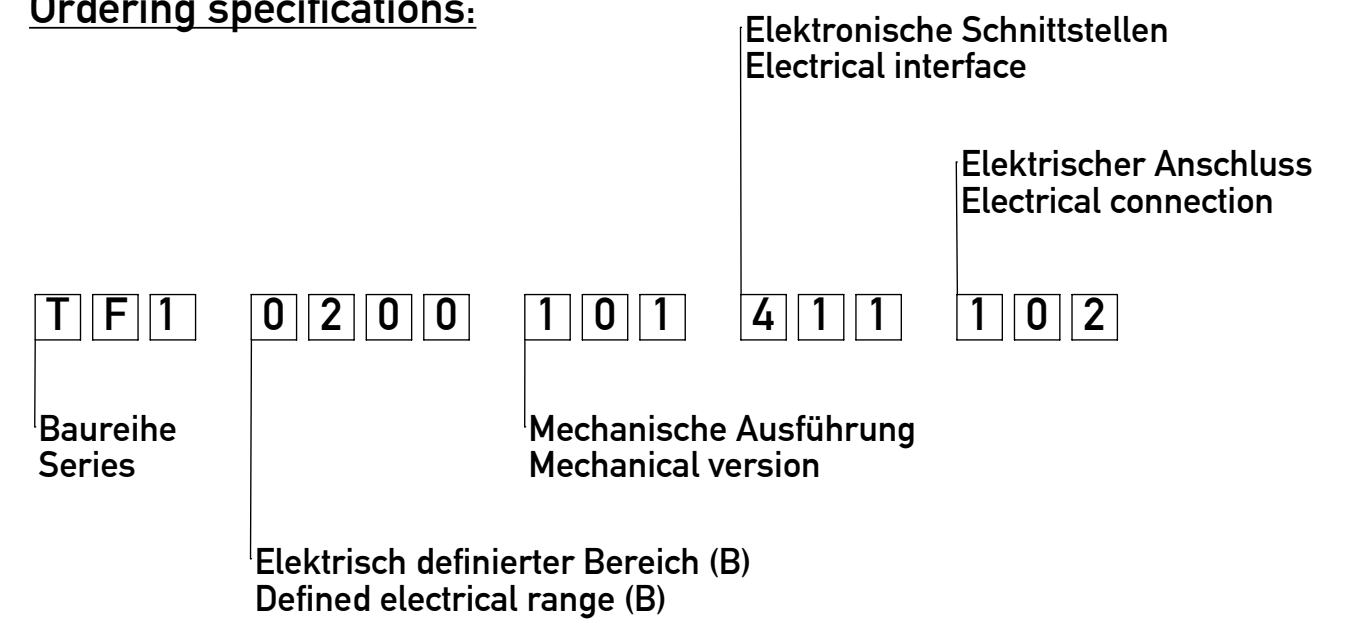 Ordering specifications:
Elektronische Schnittstellen
Electrical interface
Elektrischer Anschluss
Electrical connection
T F 1 0 2 0 0 1 0 1 4 1 1 1 0 2
Baureihe
Series
Mechanische Ausführung
Mechanical version
Elektrisch definierter Bereich (B)
Defined electrical range (B)